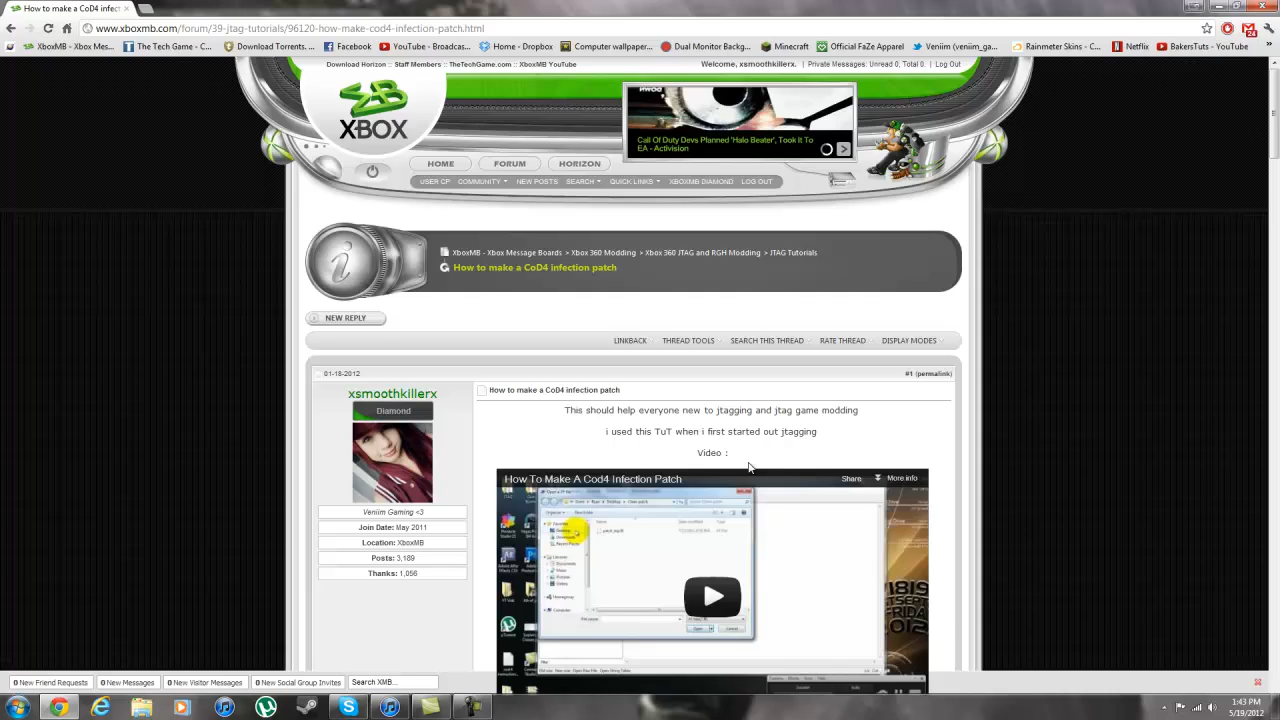 How to make a CoD4 infect
www.xboxmb.com/forum/39-jtag-tutorials/96120-how-make-cod4-infection-patch.html
24
XboxMB - Xbox Mes... The Tech Game - C... Download Torrents. ... Facebook YouTube - Broadcas... Home - Dropbox Computer wallpaper... Dual Monitor Backg... Minecraft Official FaZe Apparel Veniim (veniim_ga... Rainmeter Skins - C... Netflix BakersTuts - YouTube
Download Horizon :: Staff Members :: TheTechGame.com :: XboxMB YouTube
Welcome, xsmoothkillerx. | Private Messages: Unread 0, Total 0. | Log Out
XBOX
Call Of Duty Devs Planned 'Halo Beater', Took It To
EA - Activision
HOME FORUM HORIZON
USER CP COMMUNITY NEW POSTS SEARCH QUICK LINKS XBOXMB DIAMOND LOG OUT
XboxMB - Xbox Message Boards > Xbox 360 Modding > Xbox 360 JTAG and RGH Modding > JTAG Tutorials
How to make a CoD4 infection patch
NEW REPLY
LINKBACK THREAD TOOLS SEARCH THIS THREAD RATE THREAD DISPLAY MODES
01-18-2012
#1 (permalink)
xsmoothkillerx
Diamond
Veniim Gaming <3
Join Date: May 2011
Location: XboxMB
Posts: 3,189
Thanks: 1,056
How to make a CoD4 infection patch
This should help everyone new to jtagging and jtag game modding
i used this TuT when i first started out jtagging
Video :
How To Make A Cod4 Infection Patch
Share More info
0 New Friend Requests 0 New Messages 0 New Visitor Messages 0 New Social Group Invites Search XMB...
1:43 PM
5/19/2012